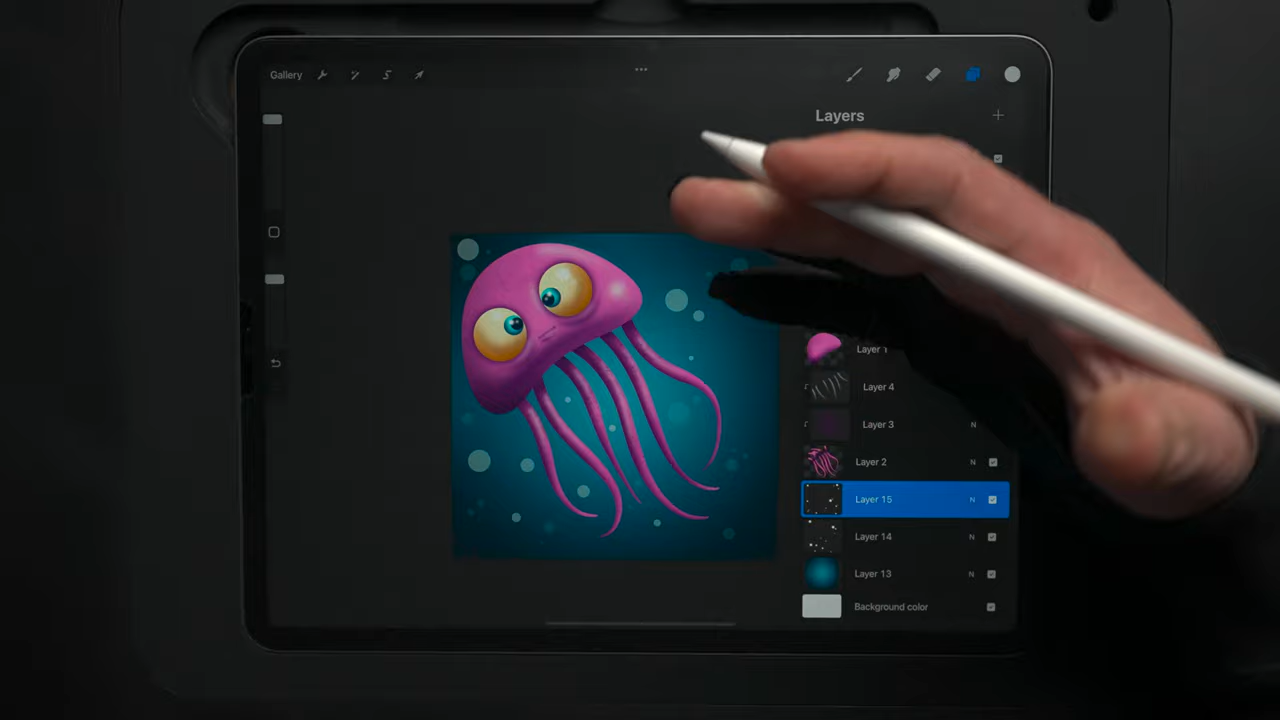 Gallery
Layers
Layer 1
Layer 4
Layer 3 N
Layer 2 N
Layer 15 N
Layer 14 N
Layer 13 N
Background color